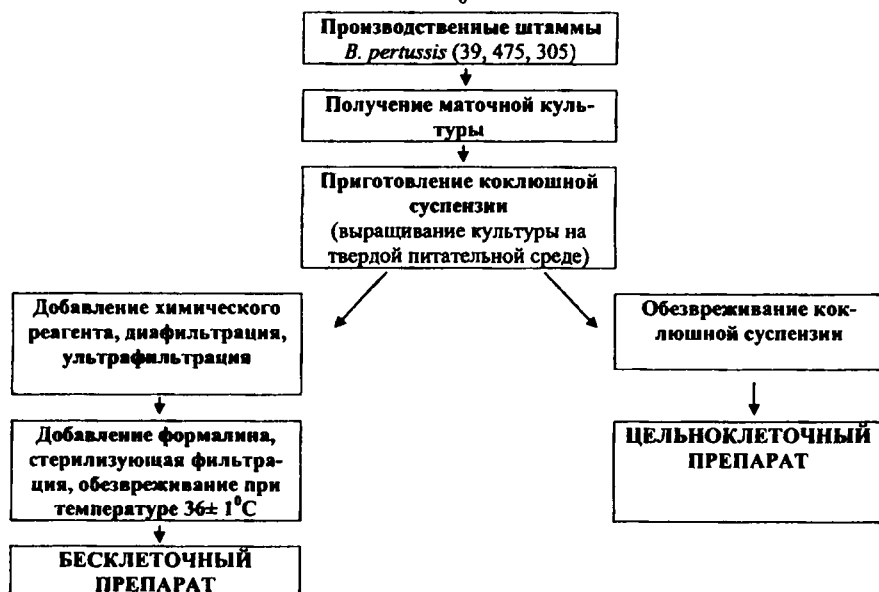 Производственные штаммы
B. pertussis (39, 475, 305)
Получение маточной куль-
туры
Приготовление коклюшной
суспензии
(выращивание культуры на
твердой питательной среде)
Добавление химического
реагента, диафильтрация,
ультрафильтрация
Добавление формалина,
стерилизующая фильтра-
ция, обезвреживание при
температуре 36± 1⁰С
БЕСКЛЕТОЧНЫЙ
ПРЕПАРАТ
Обезвреживание кок-
люшной суспензии
ЦЕЛЬНОКЛЕТОЧНЫЙ
ПРЕПАРАТ